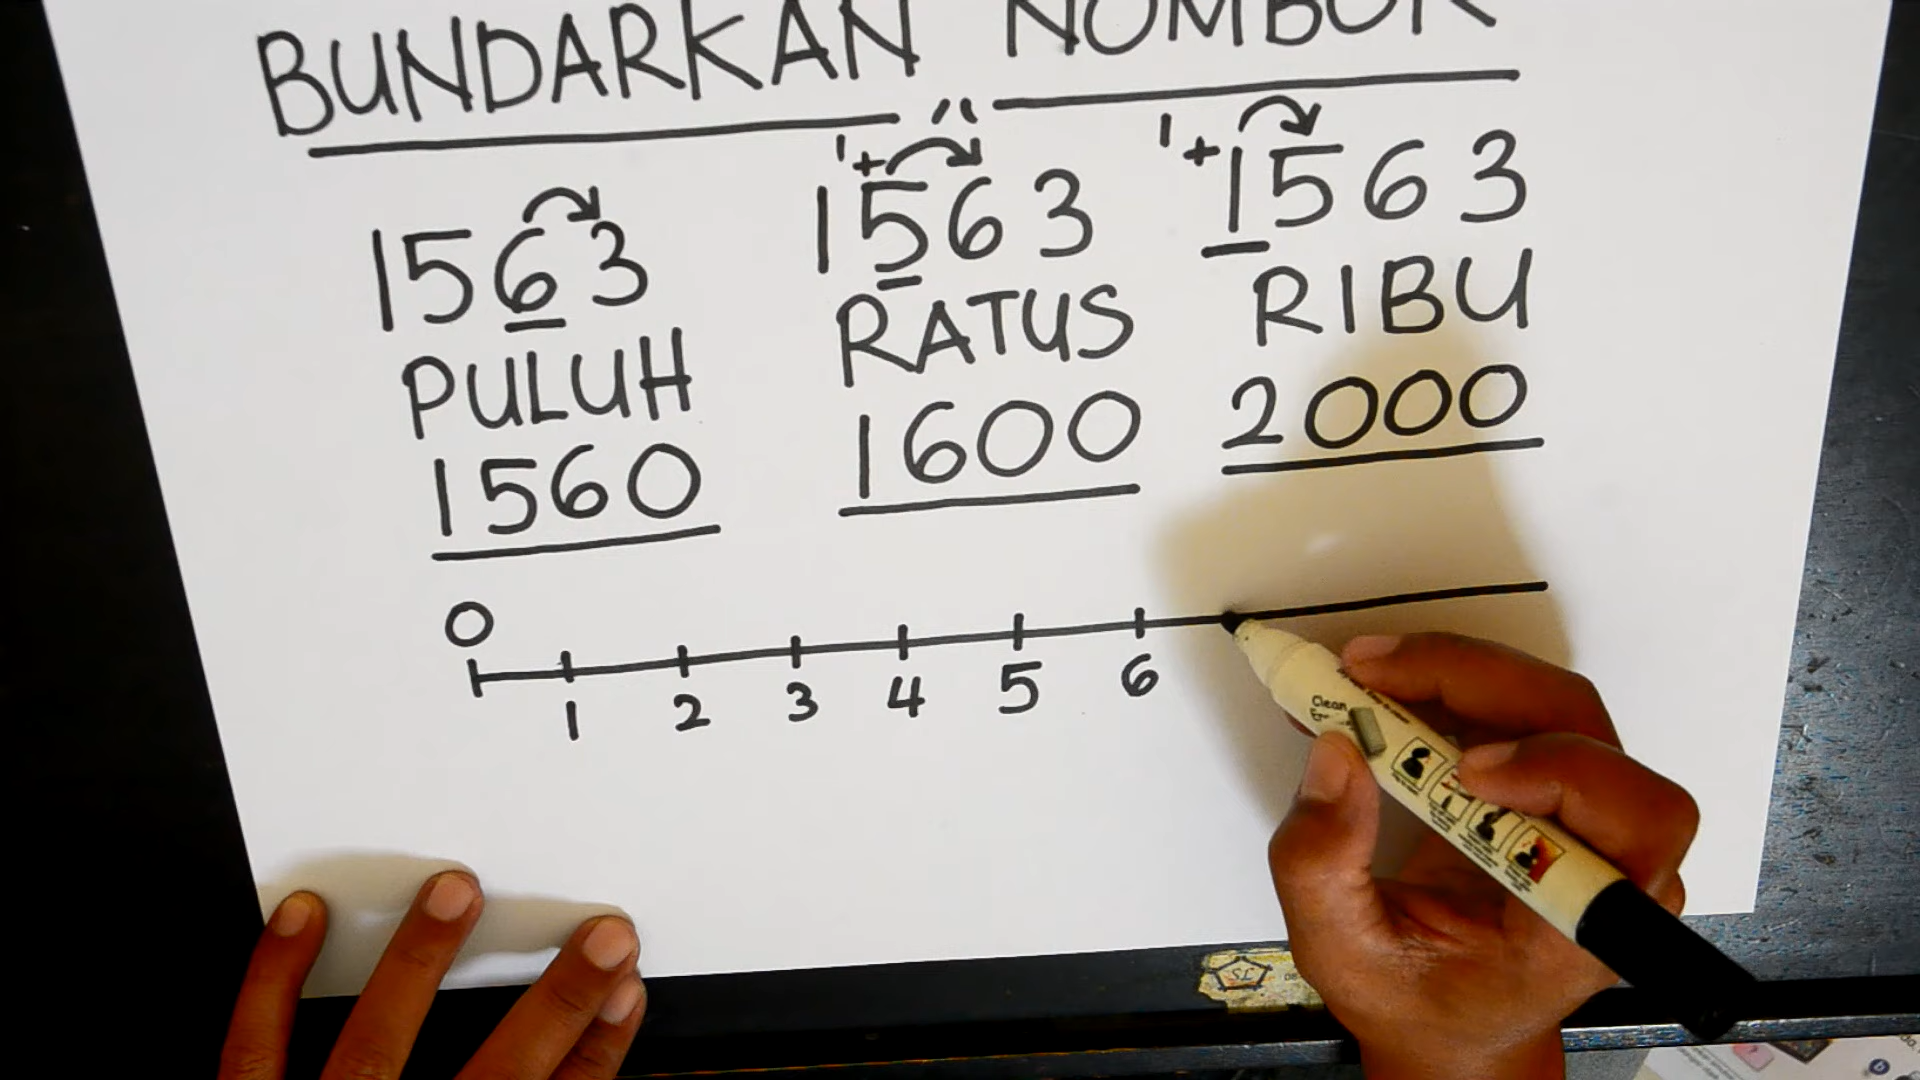 BUNDARKAN NOMBOR
1563
PULUH
1560
1+
1563
RATUS
1600
1+
1563
RIBU
2000
0 1 2 3 4 5 6
Clean